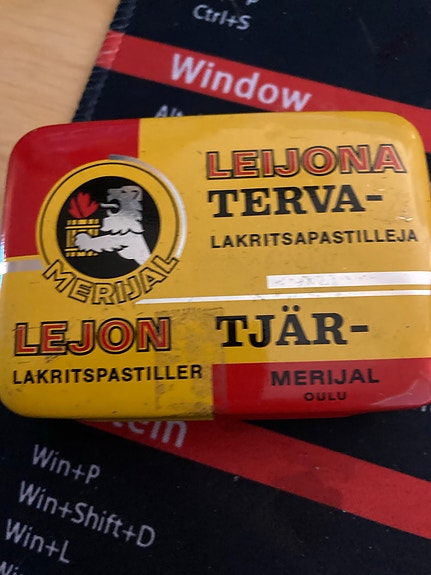 Ctrl+S
Window
LEIJONA
TERVA-
LAKRITSAPASTILLEJA
MERIJAL
LEJON TJÄR-
LAKRITSPASTILLER
MERIJAL
OULU
Win+P
Win+Shift+D
Win+L